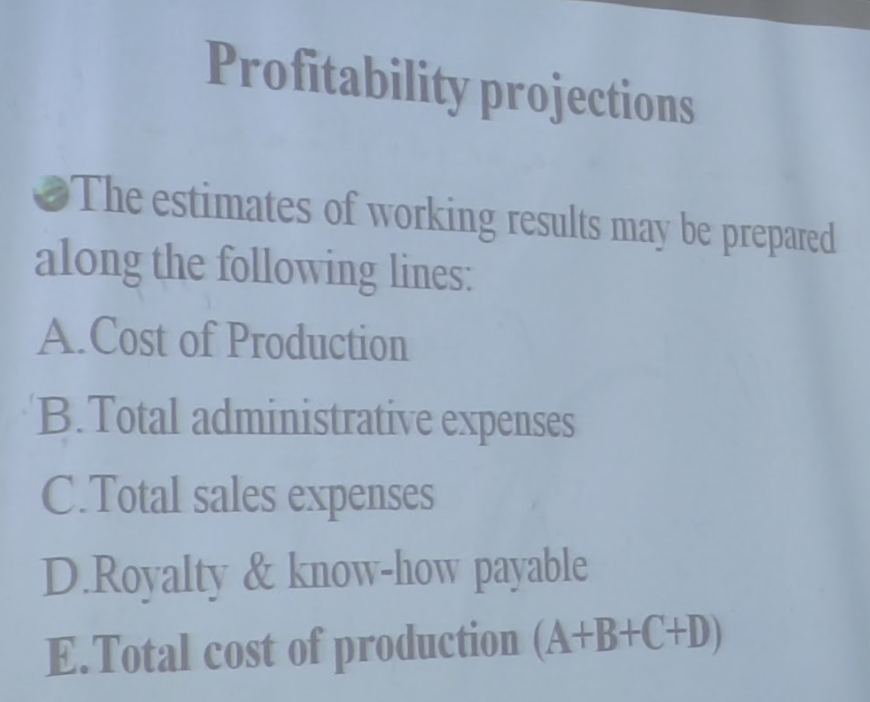 Profitability projections
The estimates of working results may be prepared
along the following lines:
A.Cost of Production
B.Total administrative expenses
C.Total sales expenses
D.Royalty & know-how payable
E.Total cost of production (A+B+C+D)